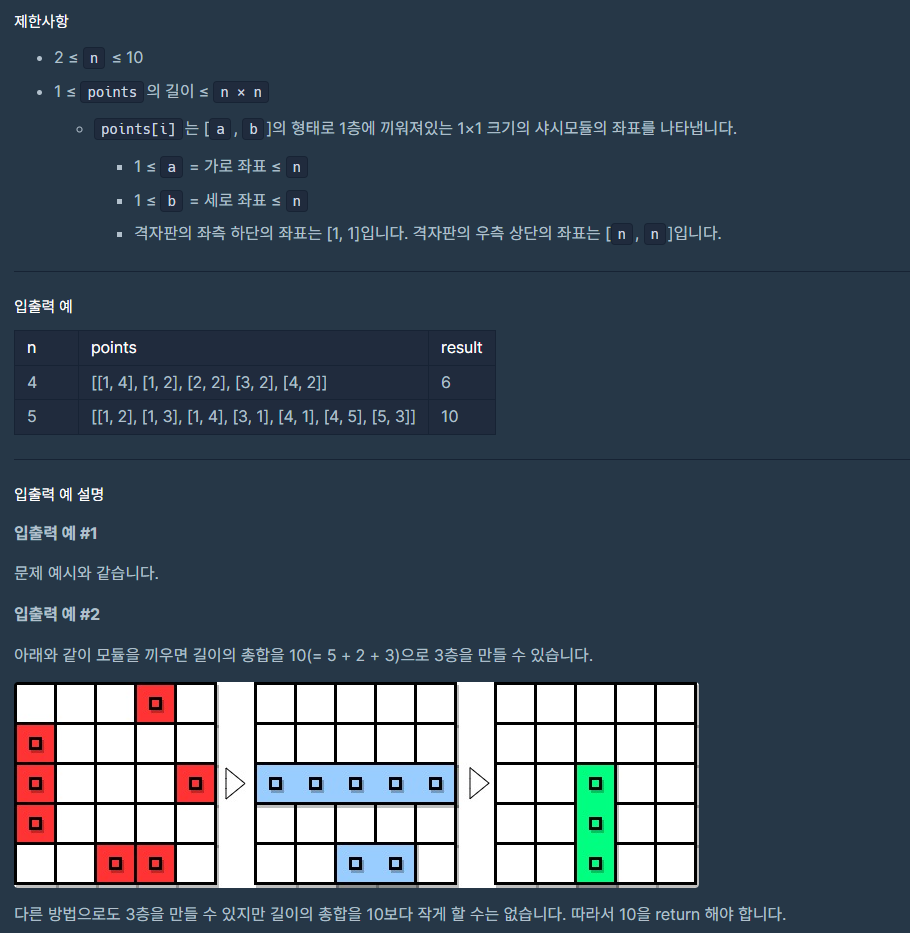 제한사항
2 ≤ n ≤ 10
1 ≤ points 의 길이 ≤ n × n
points[i] 는 [ a , b ]의 형태로 1층에 끼워져있는 1×1 크기의 샤시모듈의 좌표를 나타냅니다.
1 ≤ a = 가로 좌표 ≤ n
1 ≤ b = 세로 좌표 ≤ n
격자판의 좌측 하단의 좌표는 [1, 1]입니다. 격자판의 우측 상단의 좌표는 [ n , n ]입니다.
입출력 예
n points result
4 [[1, 4], [1, 2], [2, 2], [3, 2], [4, 2]] 6
5 [[1, 2], [1, 3], [1, 4], [3, 1], [4, 1], [4, 5], [5, 3]] 10
입출력 예 설명
입출력 예 #1
문제 예시와 같습니다.
입출력 예 #2
아래와 같이 모듈을 끼우면 길이의 총합을 10(= 5 + 2 + 3)으로 3층을 만들 수 있습니다.
다른 방법으로도 3층을 만들 수 있지만 길이의 총합을 10보다 작게 할 수는 없습니다. 따라서 10을 return 해야 합니다.